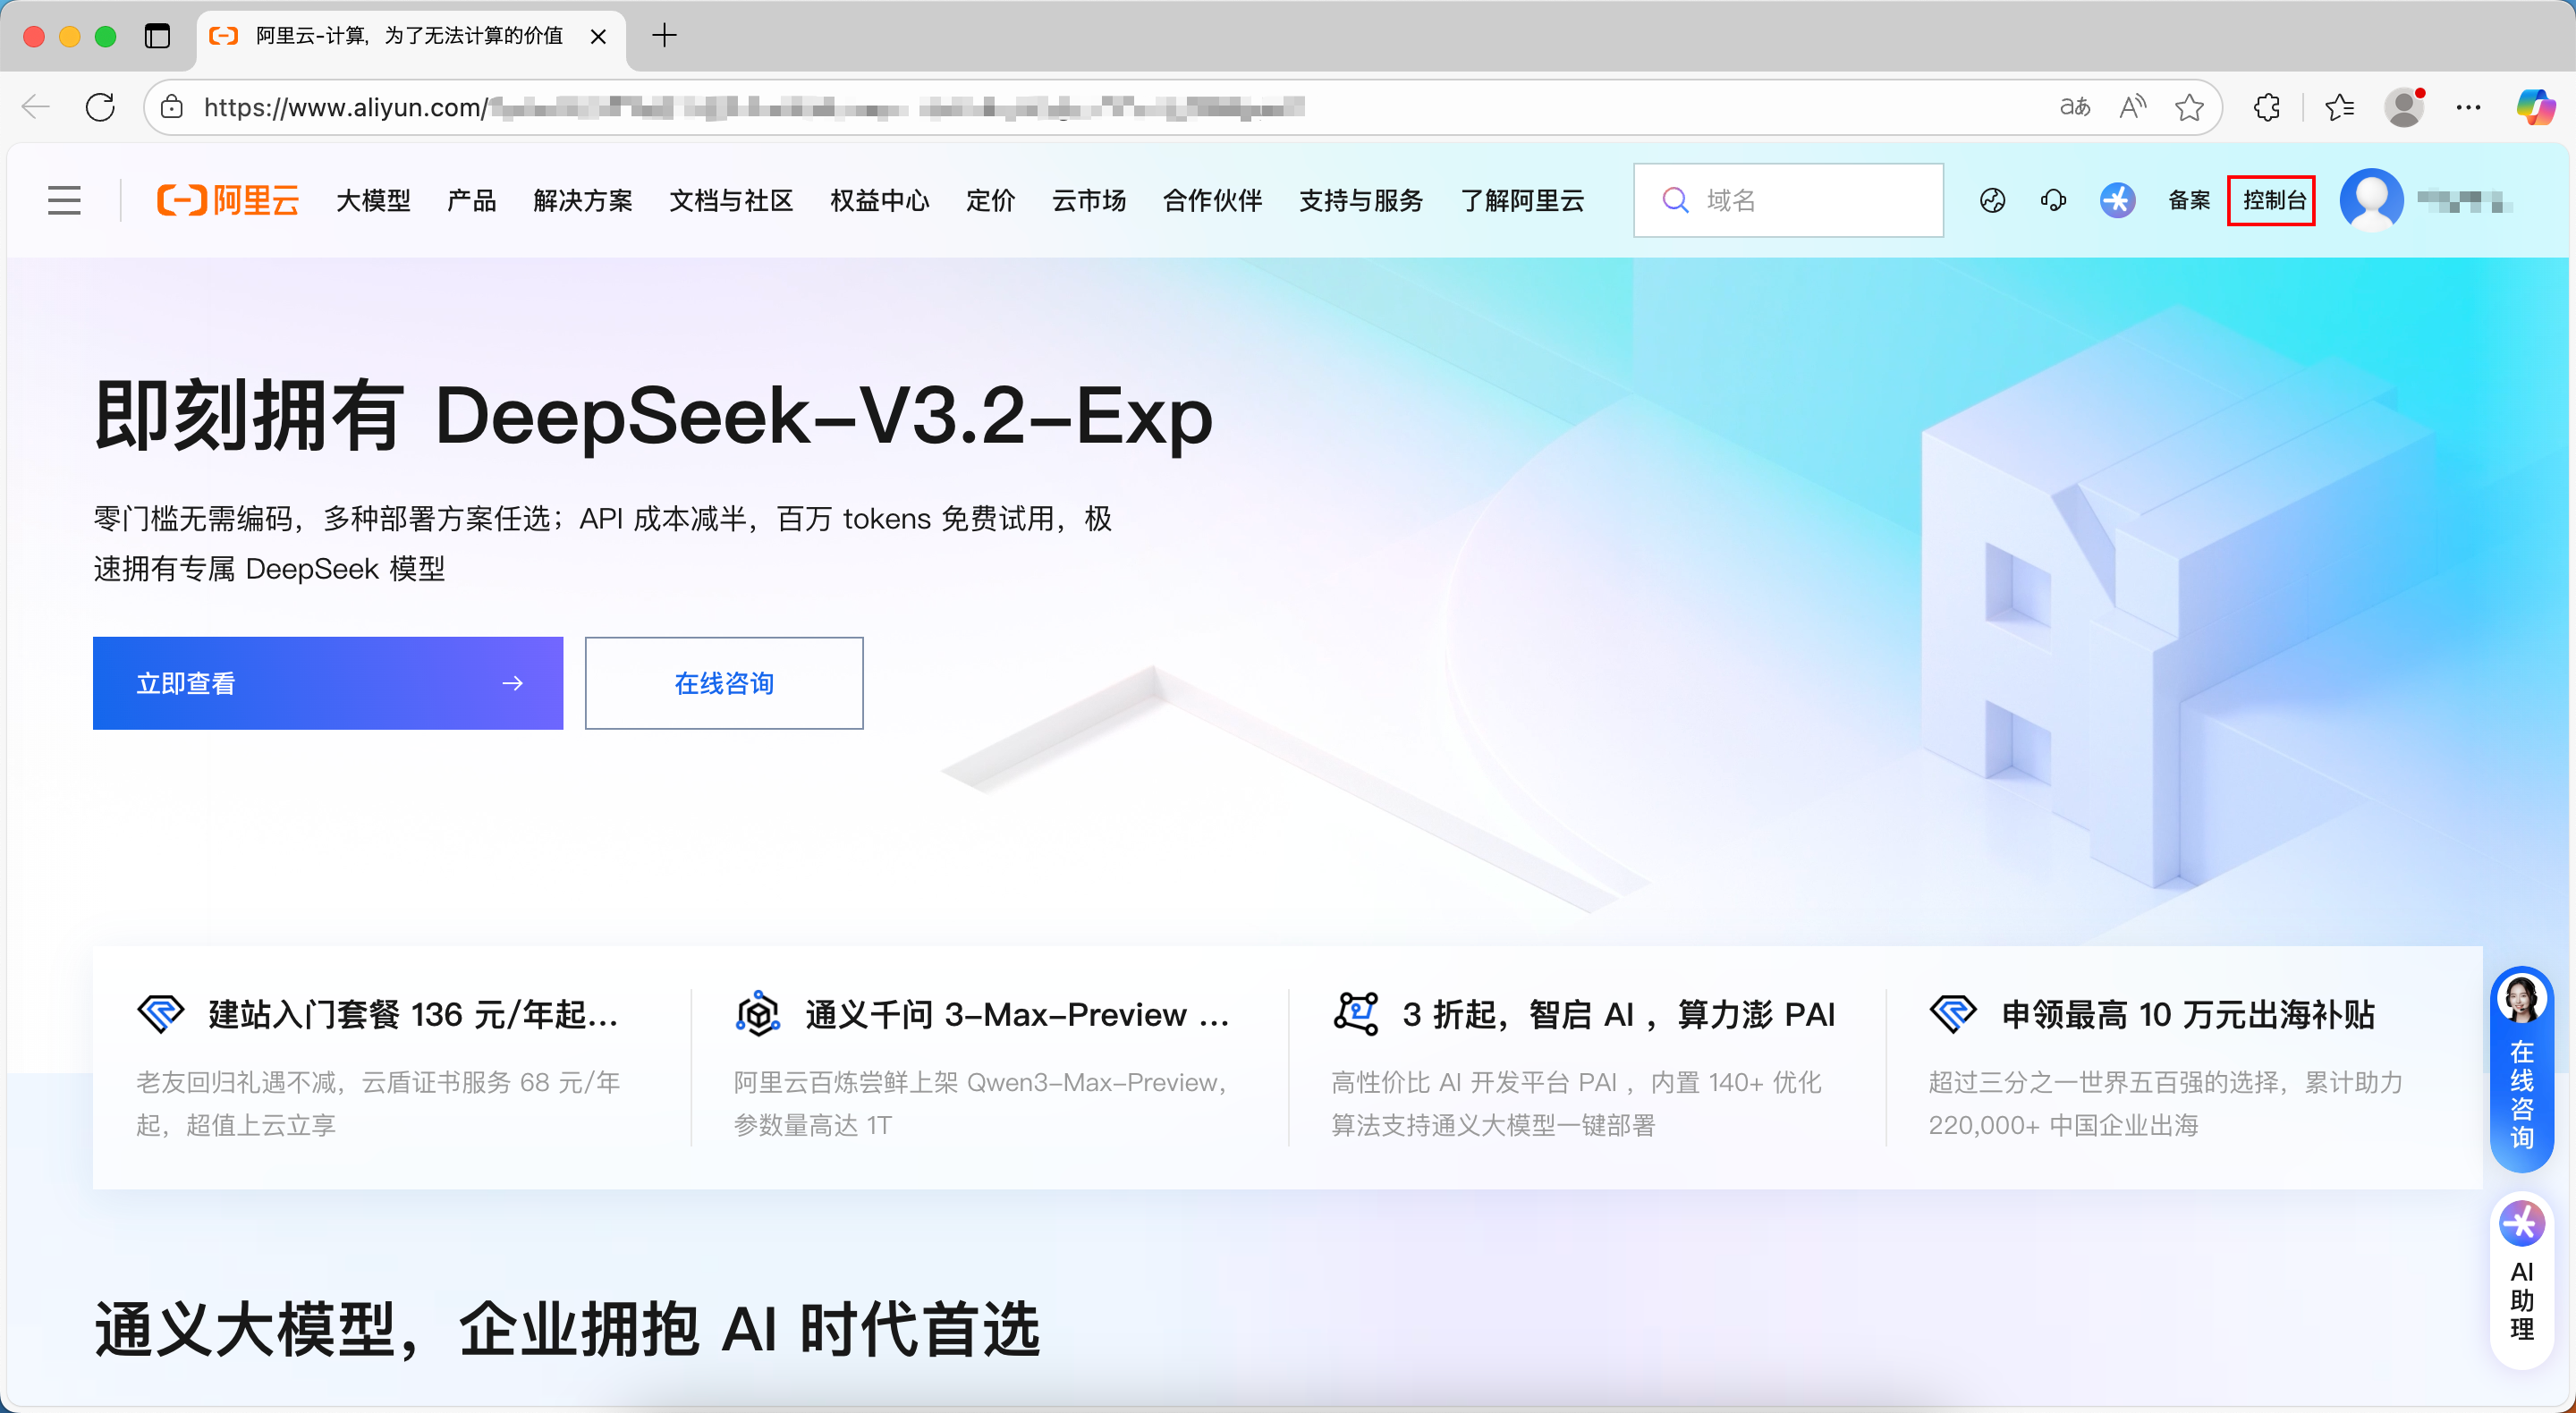 阿里云-计算，为了无法计算的价值
https://www.aliyun.com/
aあ
阿里云 大模型 产品 解决方案 文档与社区 权益中心 定价 云市场 合作伙伴 支持与服务 了解阿里云 域名 备案 控制台
即刻拥有 DeepSeek-V3.2-Exp
零门槛无需编码，多种部署方案任选；API 成本减半，百万 tokens 免费试用，极
速拥有专属 DeepSeek 模型
立即查看 →
在线咨询
建站入门套餐 136 元/年起...
老友回归礼遇不减，云盾证书服务 68 元/年
起，超值上云立享
通义千问 3-Max-Preview ...
阿里云百炼尝鲜上架 Qwen3-Max-Preview，
参数量高达 1T
3 折起，智启 AI ，算力澎 PAI
高性价比 AI 开发平台 PAI ，内置 140+ 优化
算法支持通义大模型一键部署
申领最高 10 万元出海补贴
超过三分之一世界五百强的选择，累计助力
220,000+ 中国企业出海
在线咨询
AI助理
通义大模型，企业拥抱 AI 时代首选